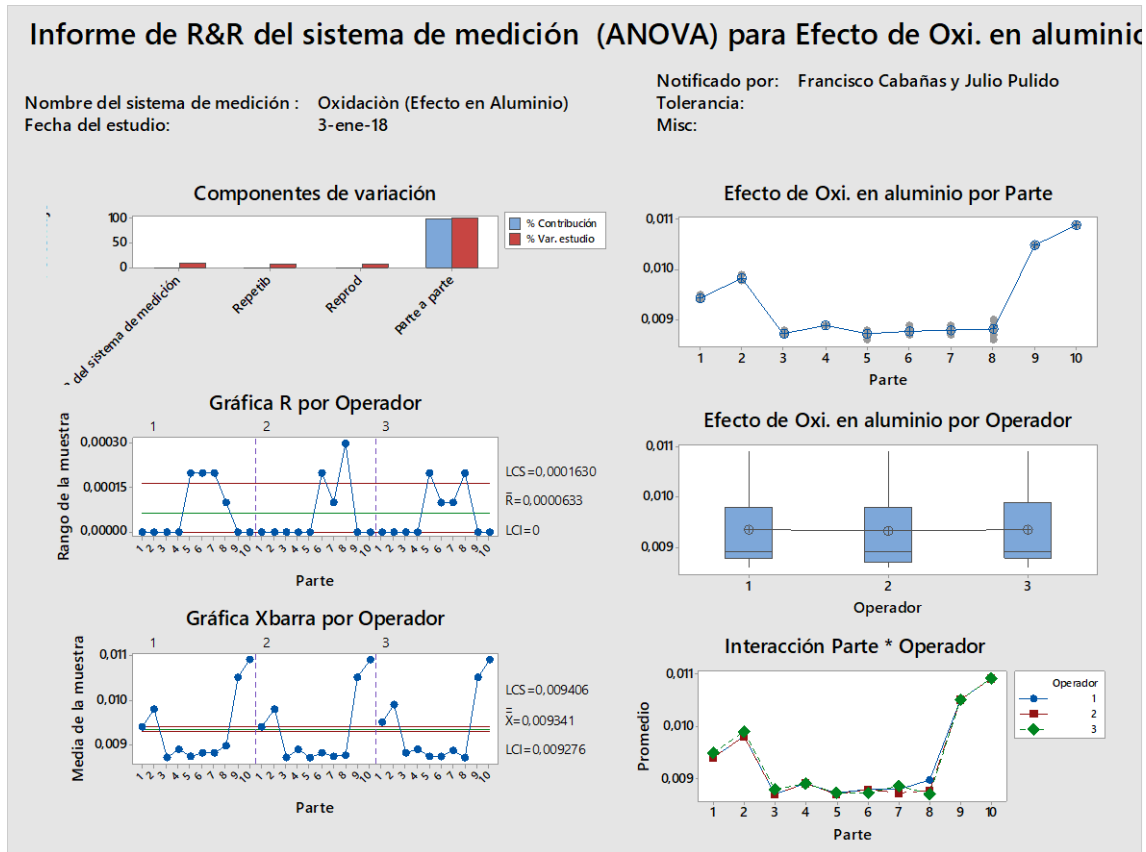 Informe de R&R del sistema de medición (ANOVA) para Efecto de Oxi. en aluminio
Nombre del sistema de medición : Oxidaciòn (Efecto en Aluminio)
Fecha del estudio: 3-ene-18
Notificado por: Francisco Cabañas y Julio Pulido
Tolerancia:
Misc:
Componentes de variación
100
50
0
% Contribución
% Var. estudio
del sistema de medición
Repetib
Reprod
parte a parte
Gráfica R por Operador
1 2 3
Rango de la muestra
0,00030
0,00015
0,00000
LCS=0,0001630
R̄=0,0000633
LCI=0
1 2 3 4 5 6 7 8 9 10 1 2 3 4 5 6 7 8 9 10 1 2 3 4 5 6 7 8 9 10
Parte
Gráfica Xbarra por Operador
1 2 3
Media de la muestra
0,011
0,010
0,009
LCS=0,009406
X̿=0,009341
LCI=0,009276
1 2 3 4 5 6 7 8 9 10 1 2 3 4 5 6 7 8 9 10 1 2 3 4 5 6 7 8 9 10
Parte
Efecto de Oxi. en aluminio por Parte
0,011
0,010
0,009
1 2 3 4 5 6 7 8 9 10
Parte
Efecto de Oxi. en aluminio por Operador
0,011
0,010
0,009
1 2 3
Operador
Interacción Parte * Operador
Promedio
0,011
0,010
0,009
1 2 3 4 5 6 7 8 9 10
Parte
Operador
1
2
3